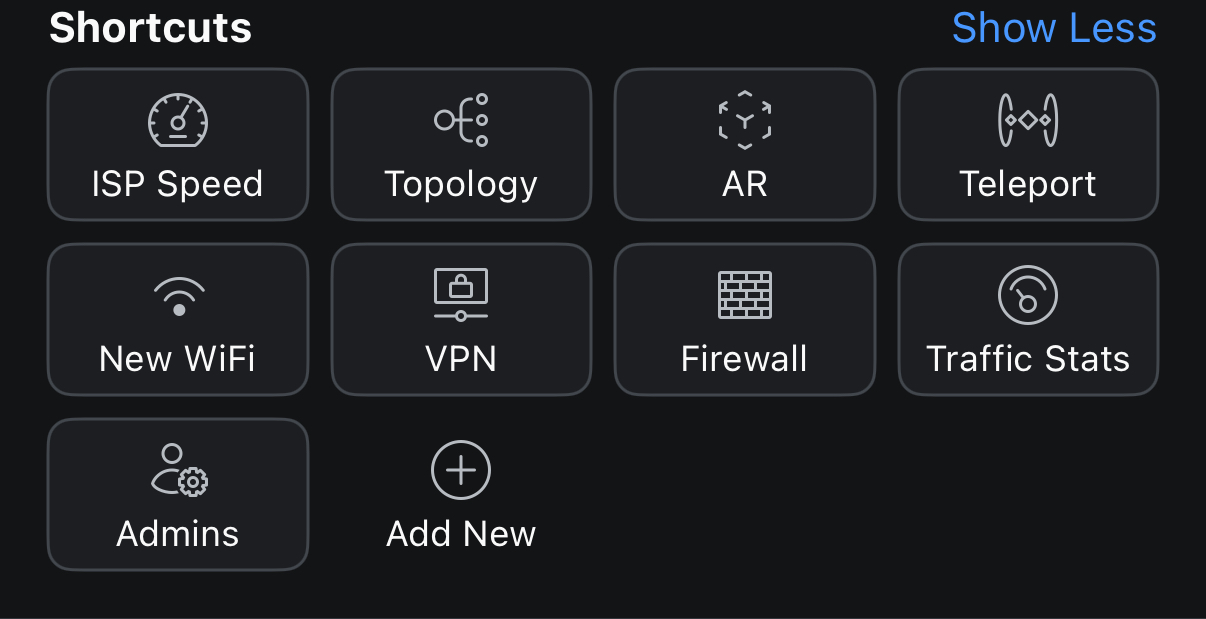 Shortcuts Show Less
ISP Speed Topology AR Teleport
New WiFi VPN Firewall Traffic Stats
Admins Add New